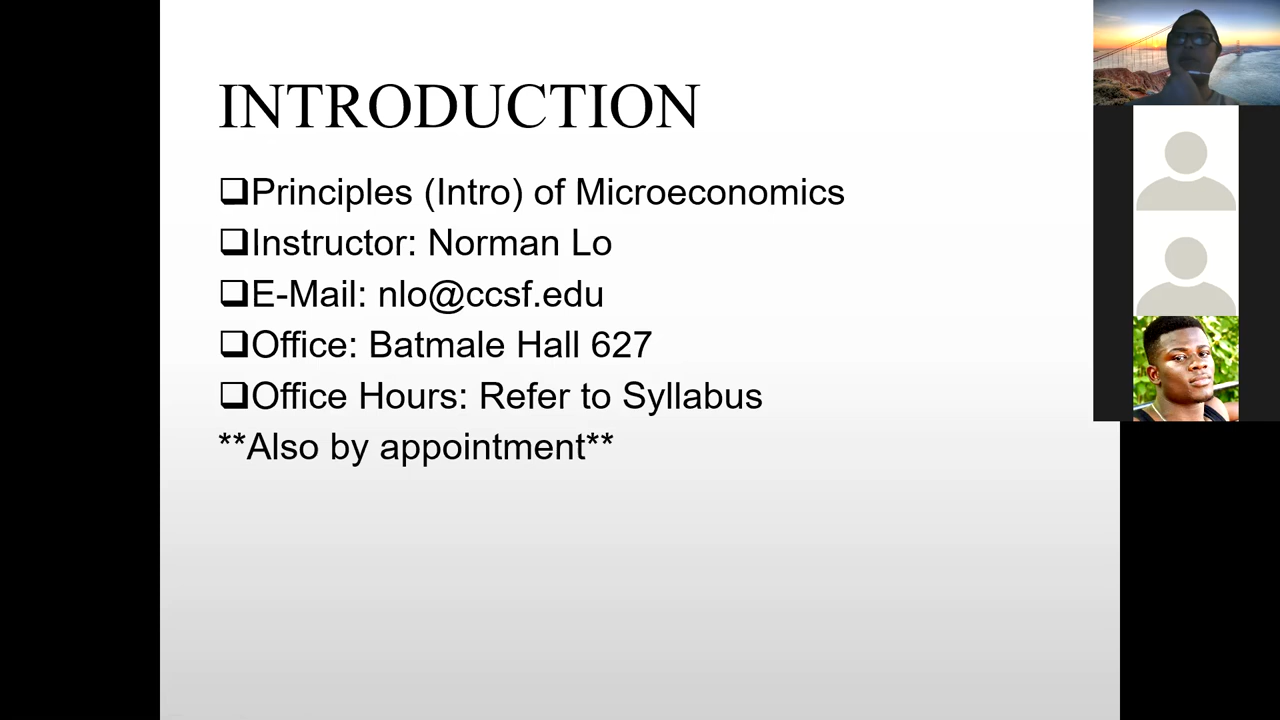 INTRODUCTION
❑Principles (Intro) of Microeconomics
❑Instructor: Norman Lo
❑E-Mail: nlo@ccsf.edu
❑Office: Batmale Hall 627
❑Office Hours: Refer to Syllabus
**Also by appointment**